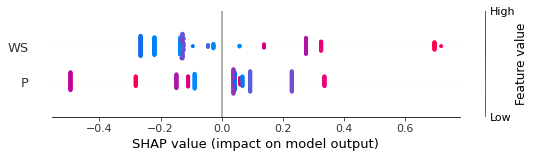 High
WS
P
Feature value
Low
−0.4 −0.2 0.0 0.2 0.4 0.6
SHAP value (impact on model output)